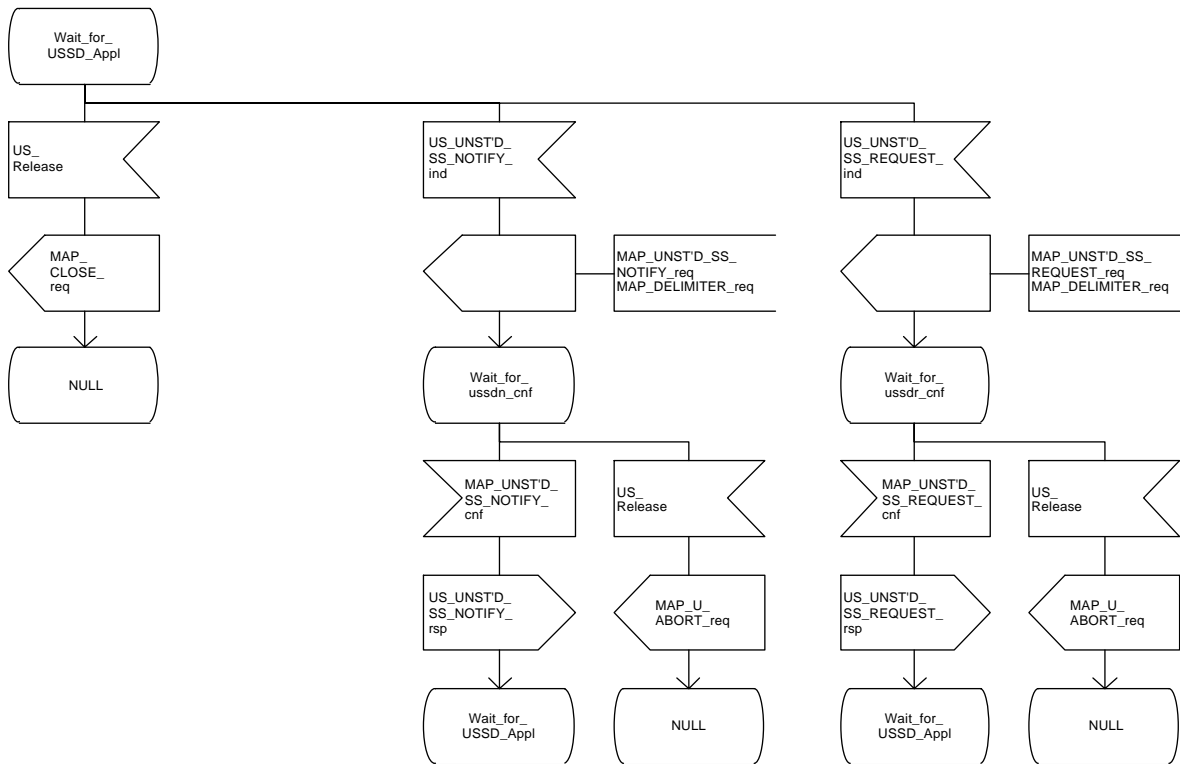 Wait_for_
USSD_Appl
US_
Release
US_UNST'D_
SS_NOTIFY_
ind
US_UNST'D_
SS_REQUEST_
ind
MAP_
CLOSE_
req
MAP_UNST'D_SS_
NOTIFY_req
MAP_DELIMITER_req
MAP_UNST'D_SS_
REQUEST_req
MAP_DELIMITER_req
NULL
Wait_for_
ussdn_cnf
Wait_for_
ussdr_cnf
MAP_UNST'D_
SS_NOTIFY_
cnf
US_
Release
MAP_UNST'D_
SS_REQUEST_
cnf
US_
Release
US_UNST'D_
SS_NOTIFY_
rsp
MAP_U_
ABORT_req
US_UNST'D_
SS_REQUEST_
rsp
MAP_U_
ABORT_req
Wait_for_
USSD_Appl
NULL
Wait_for_
USSD_Appl
NULL